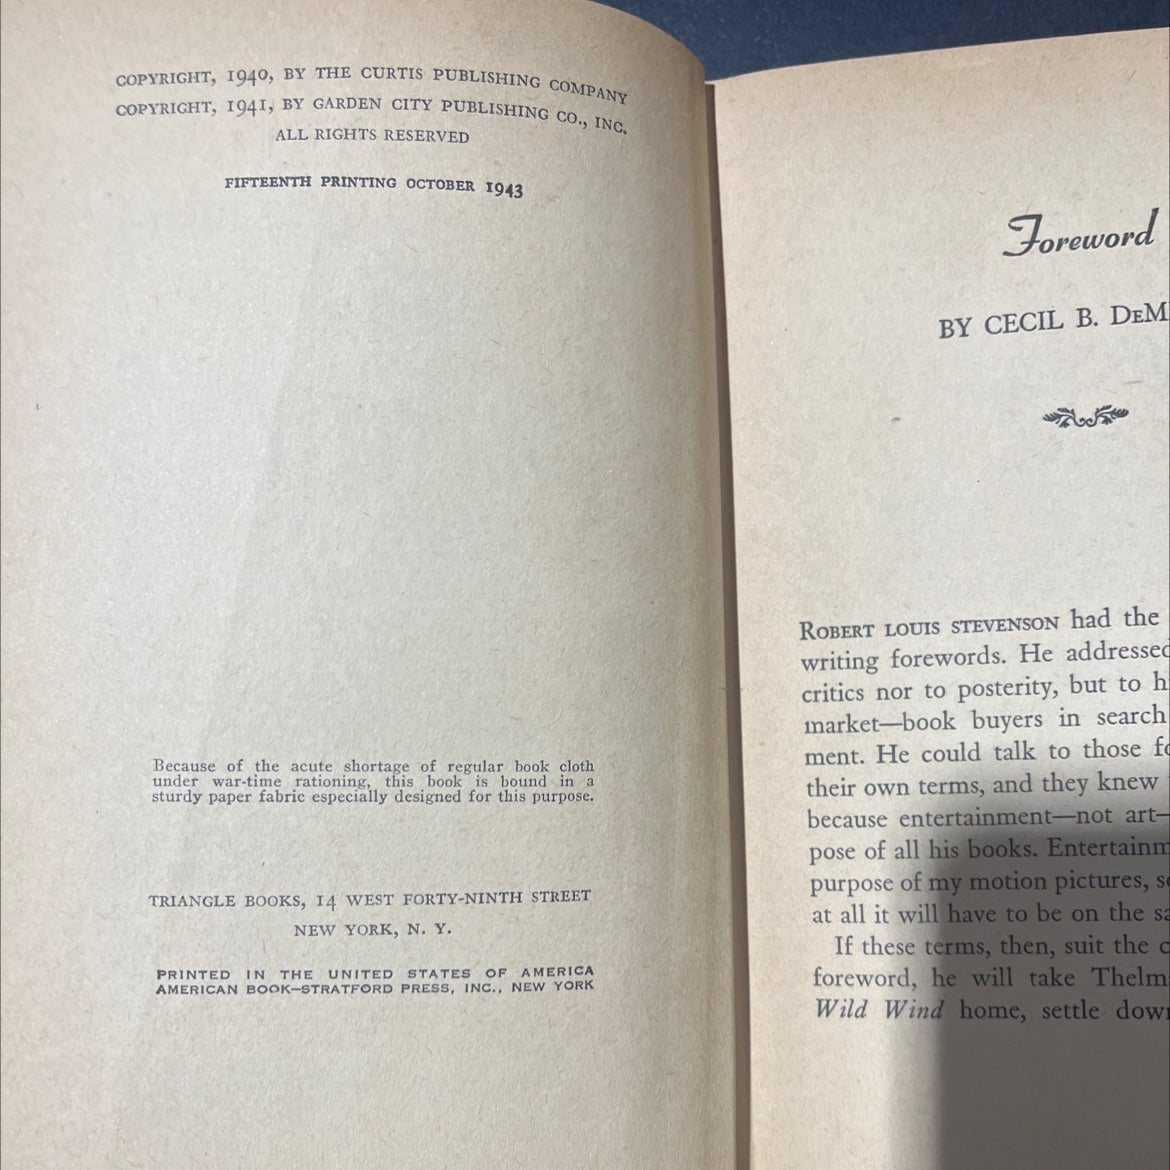 COPYRIGHT, 1940, BY THE CURTIS PUBLISHING COMPANY
COPYRIGHT, 1941, BY GARDEN CITY PUBLISHING CO., INC.
ALL RIGHTS RESERVED
FIFTEENTH PRINTING OCTOBER 1943
Because of the acute shortage of regular book cloth
under war-time rationing, this book is bound in a
sturdy paper fabric especially designed for this purpose.
TRIANGLE BOOKS, 14 WEST FORTY-NINTH STREET
NEW YORK, N. Y.
PRINTED IN THE UNITED STATES OF AMERICA
AMERICAN BOOK–STRATFORD PRESS, INC., NEW YORK
Foreword
BY CECIL B. DEM
ROBERT LOUIS STEVENSON had the
writing forewords. He addressed
critics nor to posterity, but to h
market—book buyers in search
ment. He could talk to those fo
their own terms, and they knew
because entertainment—not art—
pose of all his books. Entertainm
purpose of my motion pictures, so
at all it will have to be on the sa
If these terms, then, suit the c
foreword, he will take Thelm
Wild Wind home, settle down